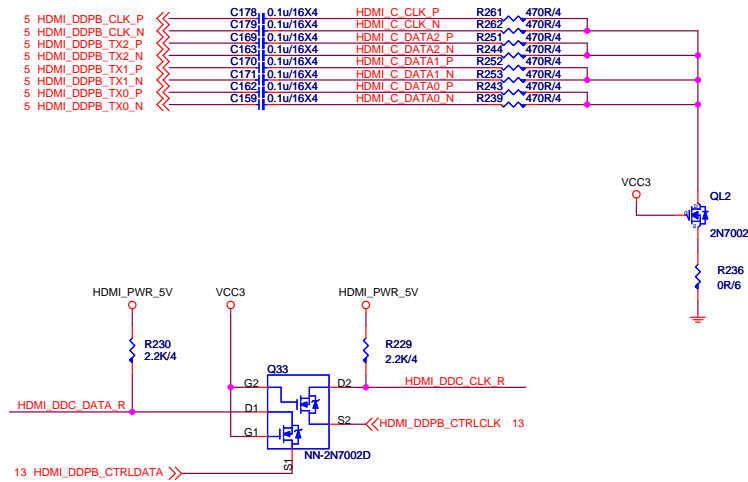 5 HDMI_DDPB_CLK_P C178 0.1u/16X4 HDMI_C_CLK_P R261 470R/4
5 HDMI_DDPB_CLK_N C179 0.1u/16X4 HDMI_C_CLK_N R262 470R/4
5 HDMI_DDPB_TX2_P C169 0.1u/16X4 HDMI_C_DATA2_P R251 470R/4
5 HDMI_DDPB_TX2_N C163 0.1u/16X4 HDMI_C_DATA2_N R244 470R/4
5 HDMI_DDPB_TX1_P C170 0.1u/16X4 HDMI_C_DATA1_P R252 470R/4
5 HDMI_DDPB_TX1_N C171 0.1u/16X4 HDMI_C_DATA1_N R253 470R/4
5 HDMI_DDPB_TX0_P C162 0.1u/16X4 HDMI_C_DATA0_P R243 470R/4
5 HDMI_DDPB_TX0_N C159 0.1u/16X4 HDMI_C_DATA0_N R239 470R/4
VCC3
QL2
2N7002
R236
0R/6
HDMI_PWR_5V VCC3 HDMI_PWR_5V
R230
2.2K/4
R229
2.2K/4
Q33
G2 D2 HDMI_DDC_CLK_R
HDMI_DDC_DATA_R D1
S2 HDMI_DDPB_CTRLCLK 13
G1
NN-2N7002D
S1
13 HDMI_DDPB_CTRLDATA